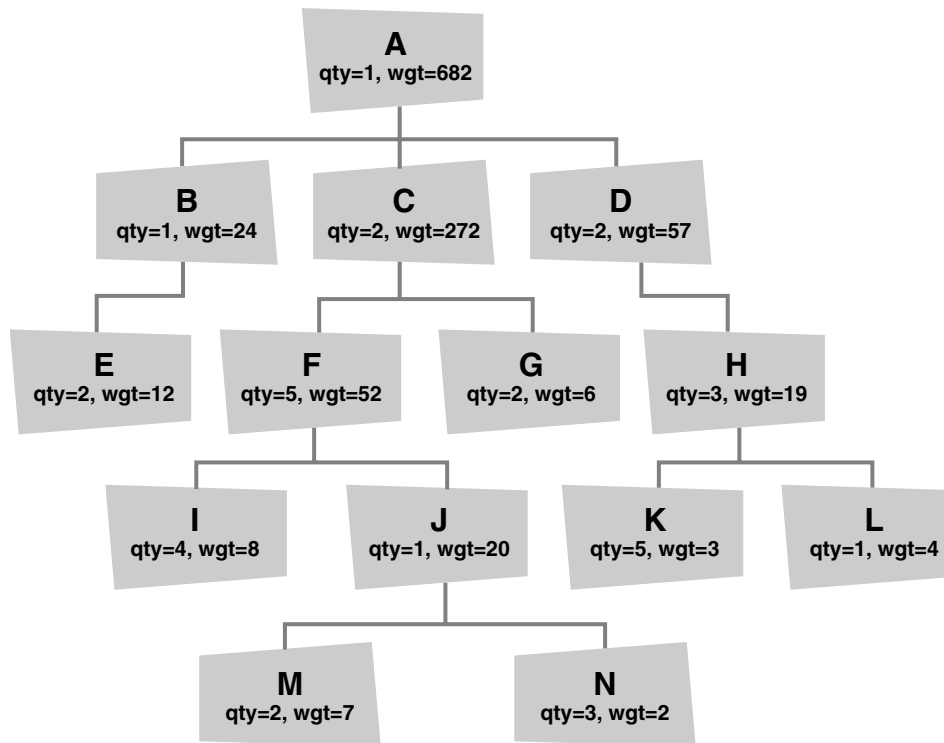 A
qty=1, wgt=682
B
qty=1, wgt=24
C
qty=2, wgt=272
D
qty=2, wgt=57
E
qty=2, wgt=12
F
qty=5, wgt=52
G
qty=2, wgt=6
H
qty=3, wgt=19
I
qty=4, wgt=8
J
qty=1, wgt=20
K
qty=5, wgt=3
L
qty=1, wgt=4
M
qty=2, wgt=7
N
qty=3, wgt=2